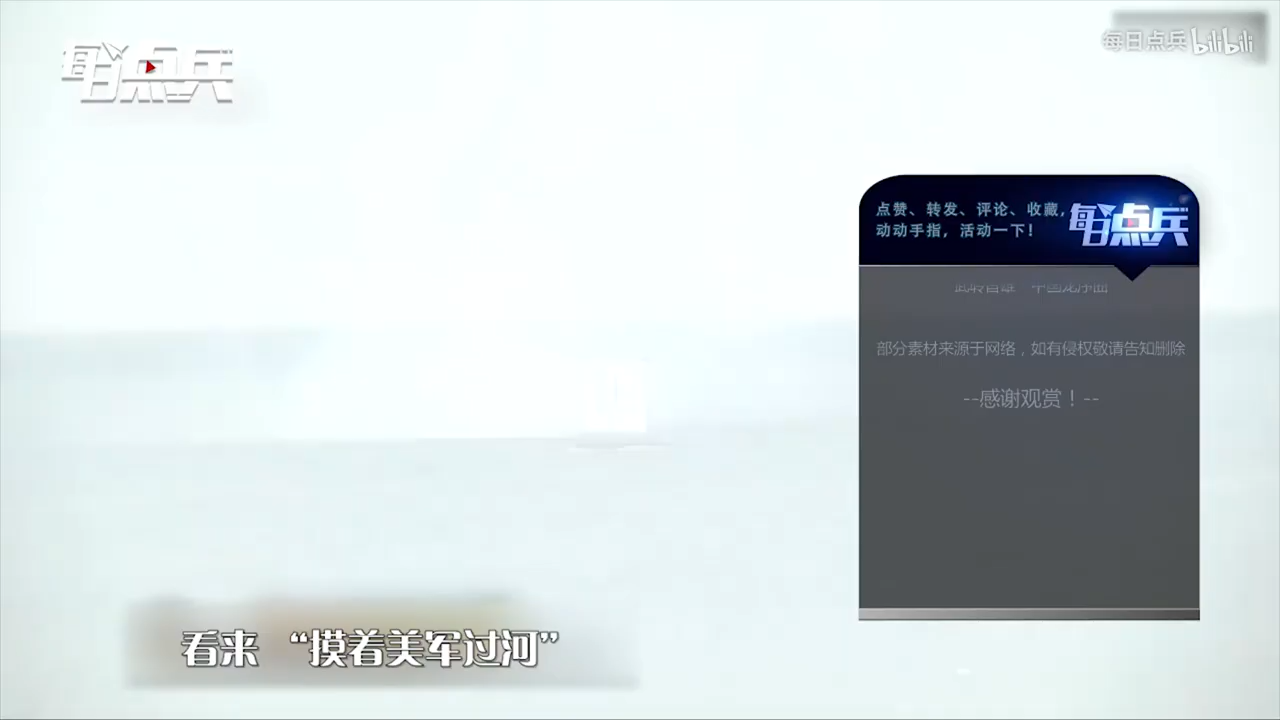 每日点兵
每日点兵 bilibili
点赞、转发、评论、收藏,
动动手指,活动一下!
每日点兵
部分素材来源于网络,如有侵权敬请告知删除
--感谢观赏!--
看来 “摸着美军过河”